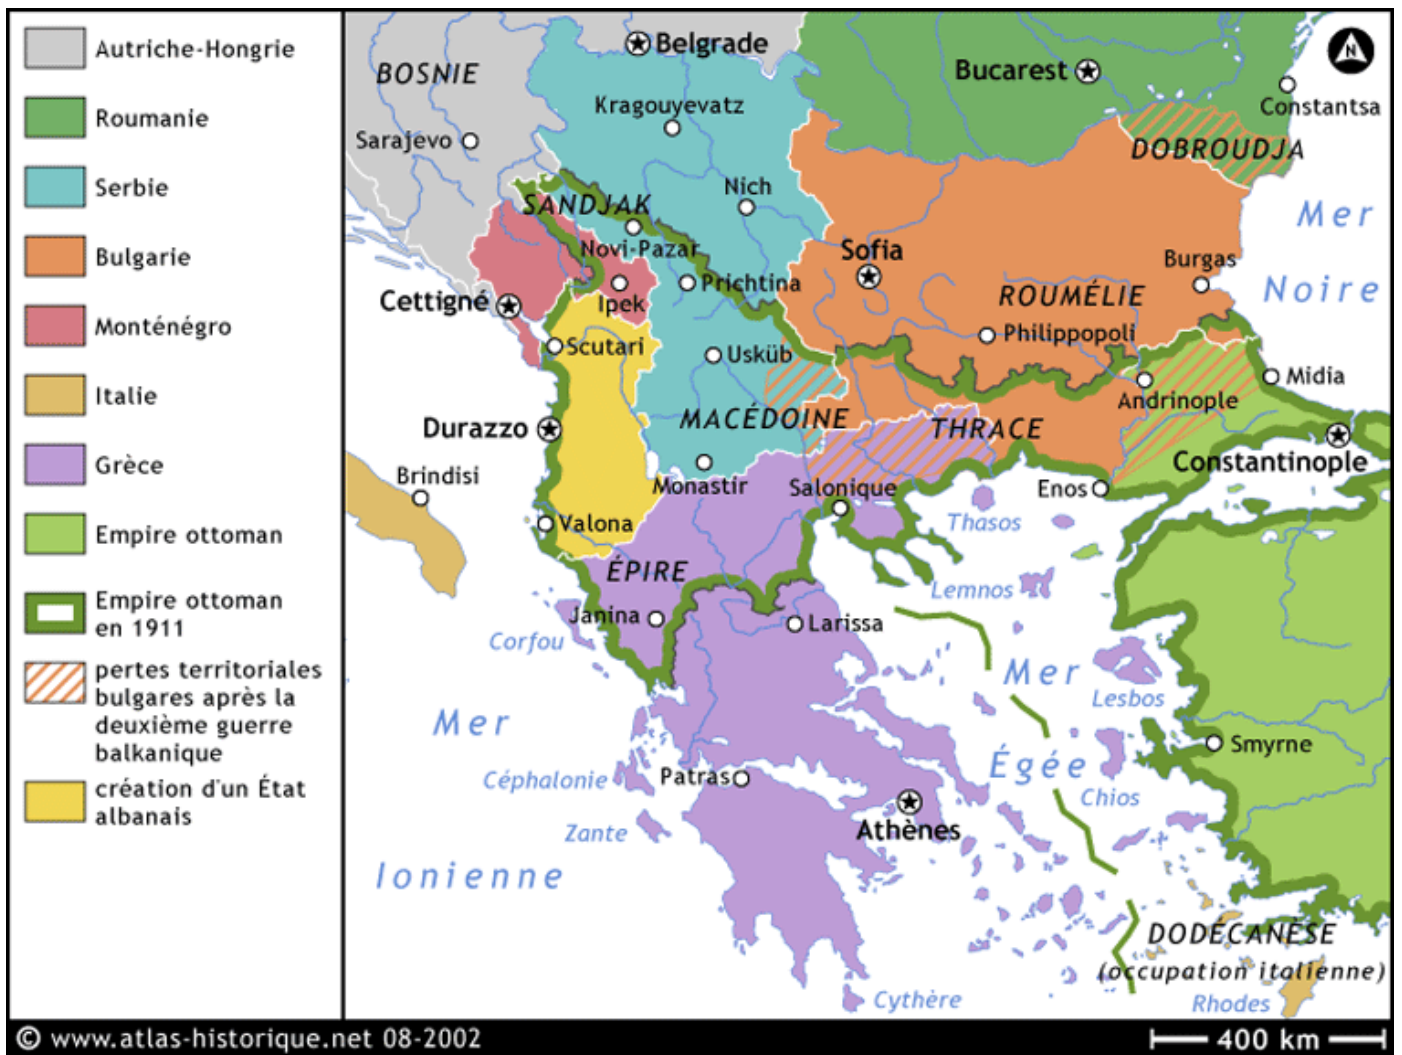 Autriche-Hongrie
Roumanie
Serbie
Bulgarie
Monténégro
Italie
Grèce
Empire ottoman
Empire ottoman
en 1911
pertes territoriales
bulgares après la
deuxième guerre
balkanique
création d'un État
albanais
N
Belgrade
BOSNIE
Bucarest
Kragouyevatz
Constantsa
Sarajevo
DOBROUDJA
Nich
SANDJAK
Mer
Noire
Novi-Pazar
Sofia
Burgas
Prichtina
ROUMÉLIE
Cettigné
Ipek
Philippopoli
Scutari
Usküb
Midia
Andrinople
MACÉDOINE
THRACE
Durazzo
Constantinople
Brindisi
Monastir
Salonique
Enos
Valona
Thasos
ÉPIRE
Lemnos
Janina
Larissa
Corfou
Mer
Égée
Lesbos
Mer
Ionienne
Smyrne
Céphalonie
Patras
Chios
Zante
Athènes
DODÉCANÈSE
(occupation italienne)
Cythère
Rhodes
© www.atlas-historique.net 08-2002
400 km